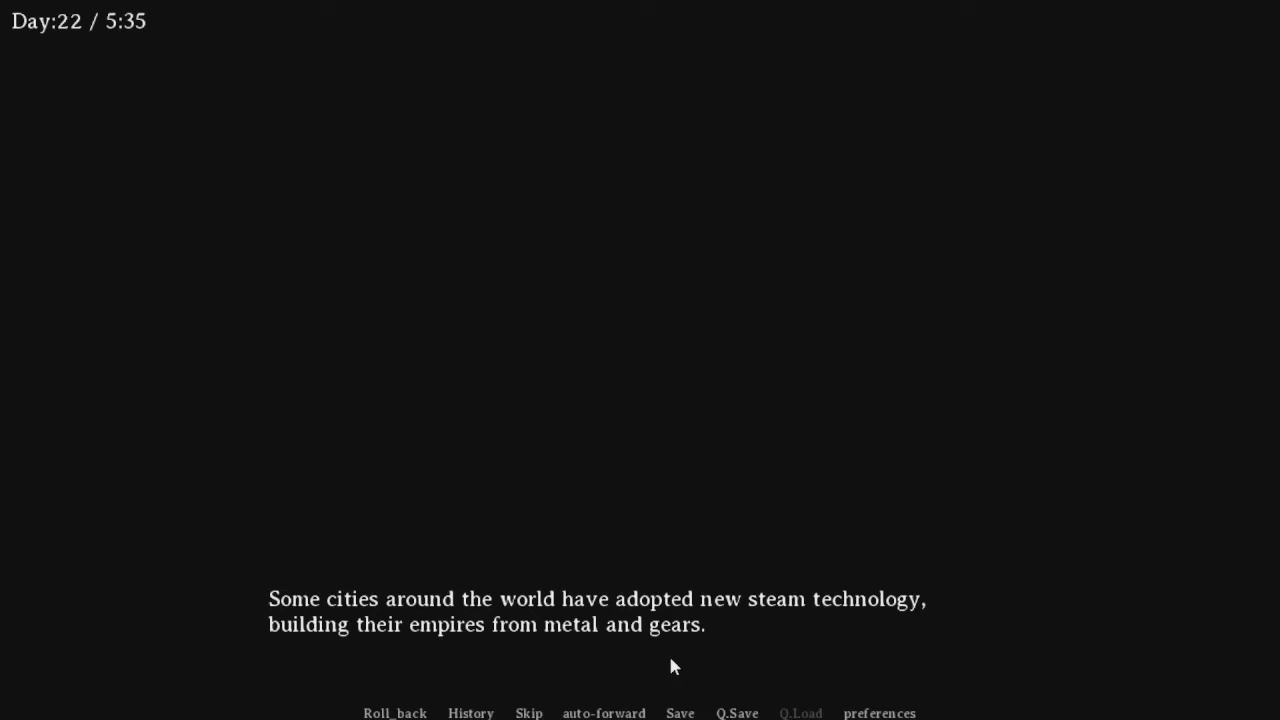 Day:22 / 5:35
Some cities around the world have adopted new steam technology,
building their empires from metal and gears.
Roll_back History Skip auto-forward Save Q.Save Q.Load preferences